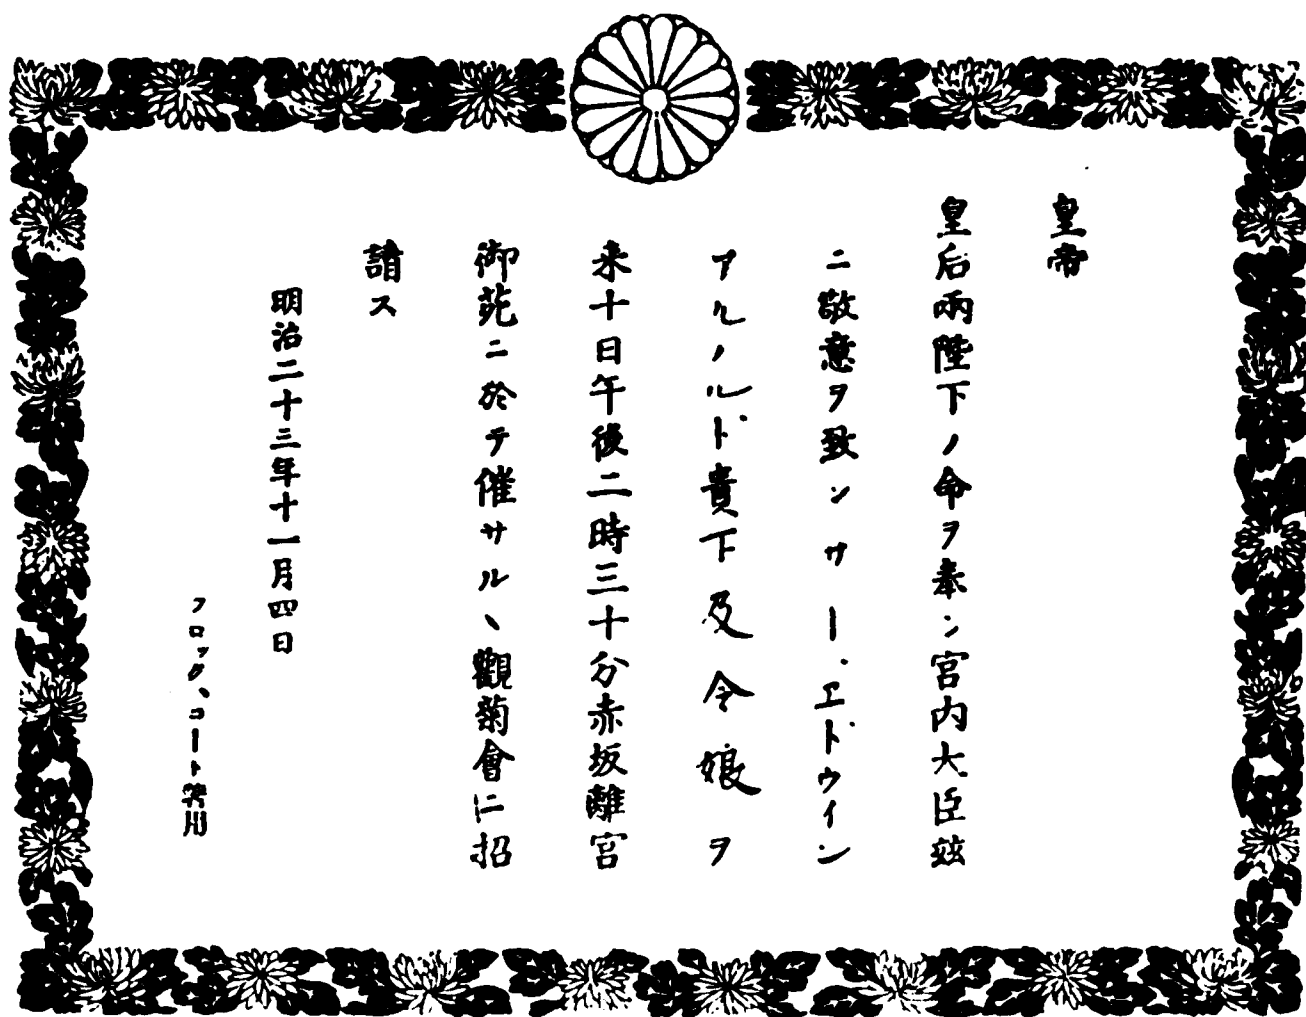 皇帝
皇后兩陛下ノ命ヲ奉シ宮内大臣玆
ニ敬意ヲ致シサー、エドウイン
アルノルド貴下及令娘ヲ
来十日午後二時三十分赤坂離宮
御苑ニ於テ催サルヽ觀菊會ニ招
請ス
明治二十三年十一月四日
フロック、コート着用